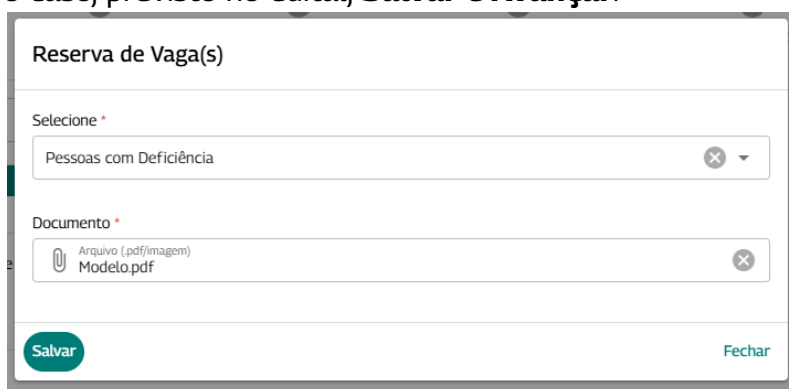 Reserva de Vaga(s)
Selecione *
Pessoas com Deficiência
Documento *
Arquivo (.pdf/imagem)
Modelo.pdf
Salvar Fechar